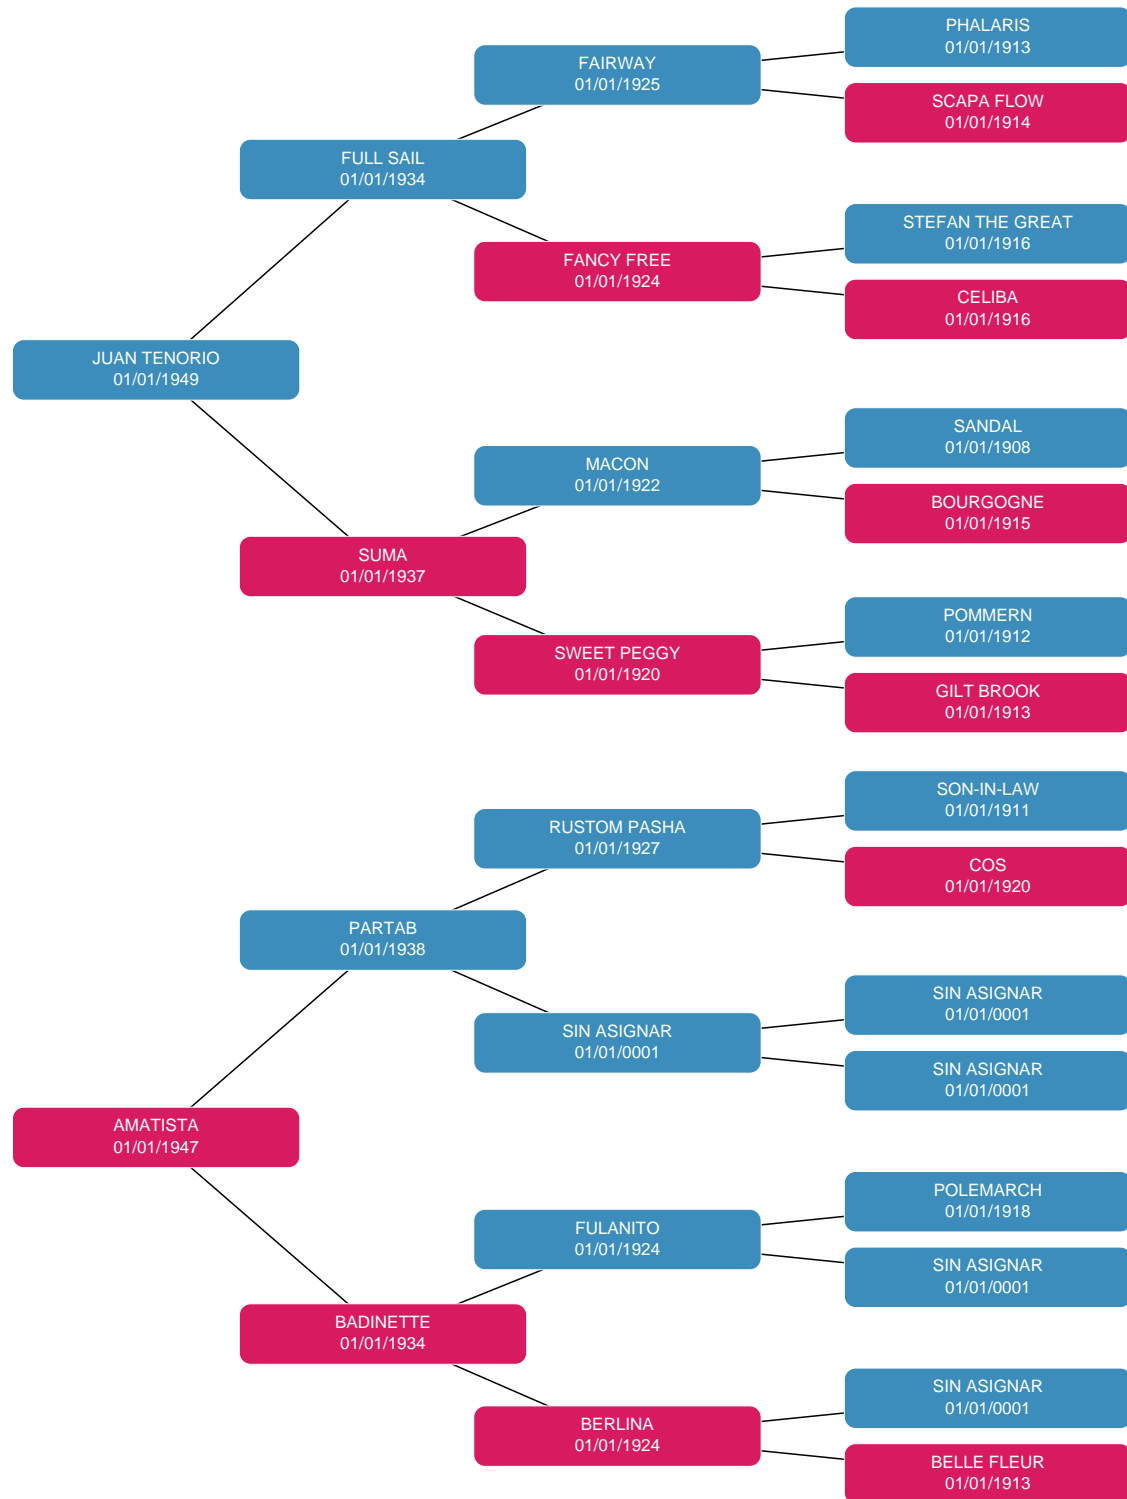 PHALARIS
01/01/1913
FAIRWAY
01/01/1925
SCAPA FLOW
01/01/1914
FULL SAIL
01/01/1934
STEFAN THE GREAT
01/01/1916
FANCY FREE
01/01/1924
CELIBA
01/01/1916
JUAN TENORIO
01/01/1949
SANDAL
01/01/1908
MACON
01/01/1922
BOURGOGNE
01/01/1915
SUMA
01/01/1937
POMMERN
01/01/1912
SWEET PEGGY
01/01/1920
GILT BROOK
01/01/1913
SON-IN-LAW
01/01/1911
RUSTOM PASHA
01/01/1927
COS
01/01/1920
PARTAB
01/01/1938
SIN ASIGNAR
01/01/0001
SIN ASIGNAR
01/01/0001
SIN ASIGNAR
01/01/0001
AMATISTA
01/01/1947
POLEMARCH
01/01/1918
FULANITO
01/01/1924
SIN ASIGNAR
01/01/0001
BADINETTE
01/01/1934
SIN ASIGNAR
01/01/0001
BERLINA
01/01/1924
BELLE FLEUR
01/01/1913